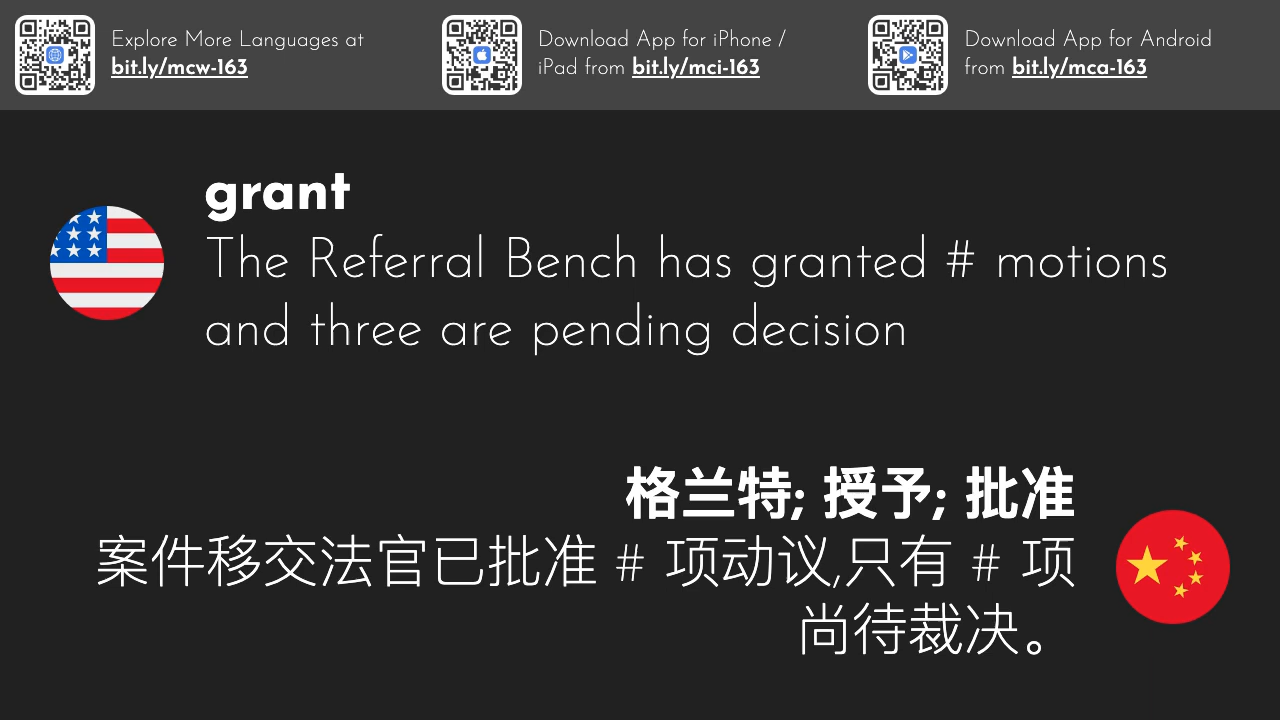 Explore More Languages at
bit.ly/mcw-163
Download App for iPhone /
iPad from bit.ly/mci-163
Download App for Android
from bit.ly/mca-163
grant
The Referral Bench has granted # motions
and three are pending decision
格兰特; 授予; 批准
案件移交法官已批准 # 项动议,只有 # 项
尚待裁决。